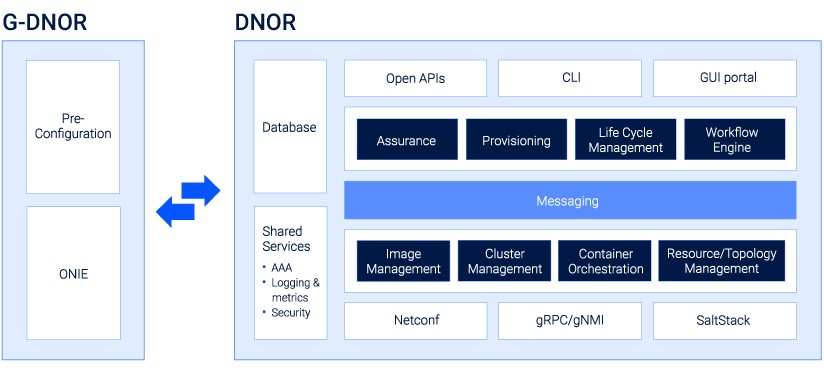 G-DNOR
Pre-
Configuration
ONIE
DNOR
Database
Shared
Services
• AAA
• Logging &
metrics
• Security
Open APIs
CLI
GUI portal
Assurance
Provisioning
Life Cycle
Management
Workflow
Engine
Messaging
Image
Management
Cluster
Management
Container
Orchestration
Resource/Topology
Management
Netconf
gRPC/gNMI
SaltStack